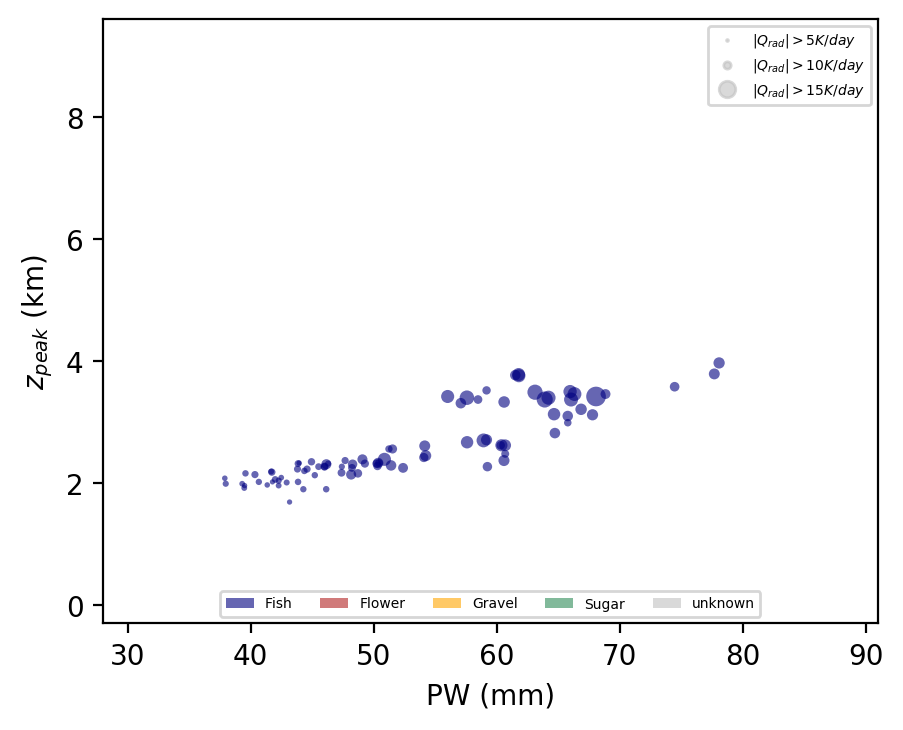 |Q_rad| > 5K/day
|Q_rad| > 10K/day
|Q_rad| > 15K/day
8
6
4
2
0
z_peak (km)
Fish Flower Gravel Sugar unknown
30 40 50 60 70 80 90
PW (mm)